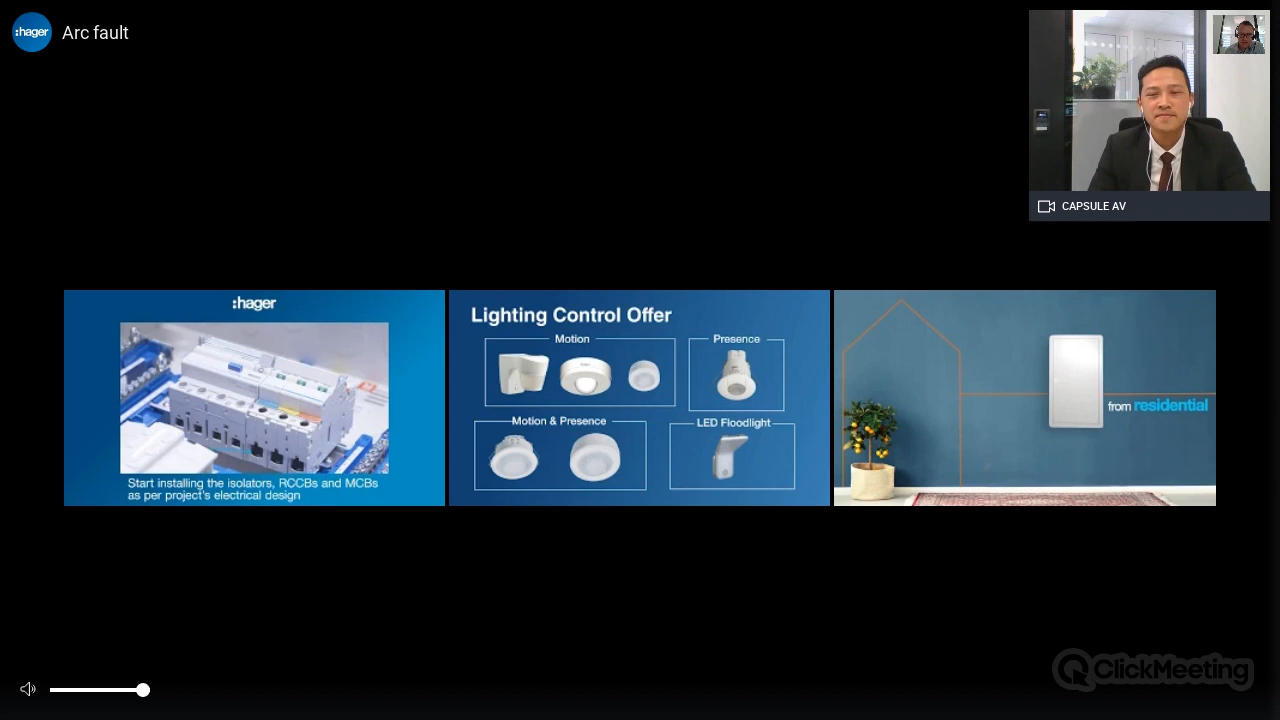 :hager
Arc fault
CAPSULE AV
:hager
Start installing the isolators, RCCBs and MCBs
as per project's electrical design
Lighting Control Offer
Motion
Presence
Motion & Presence
LED Floodlight
from residential
ClickMeeting